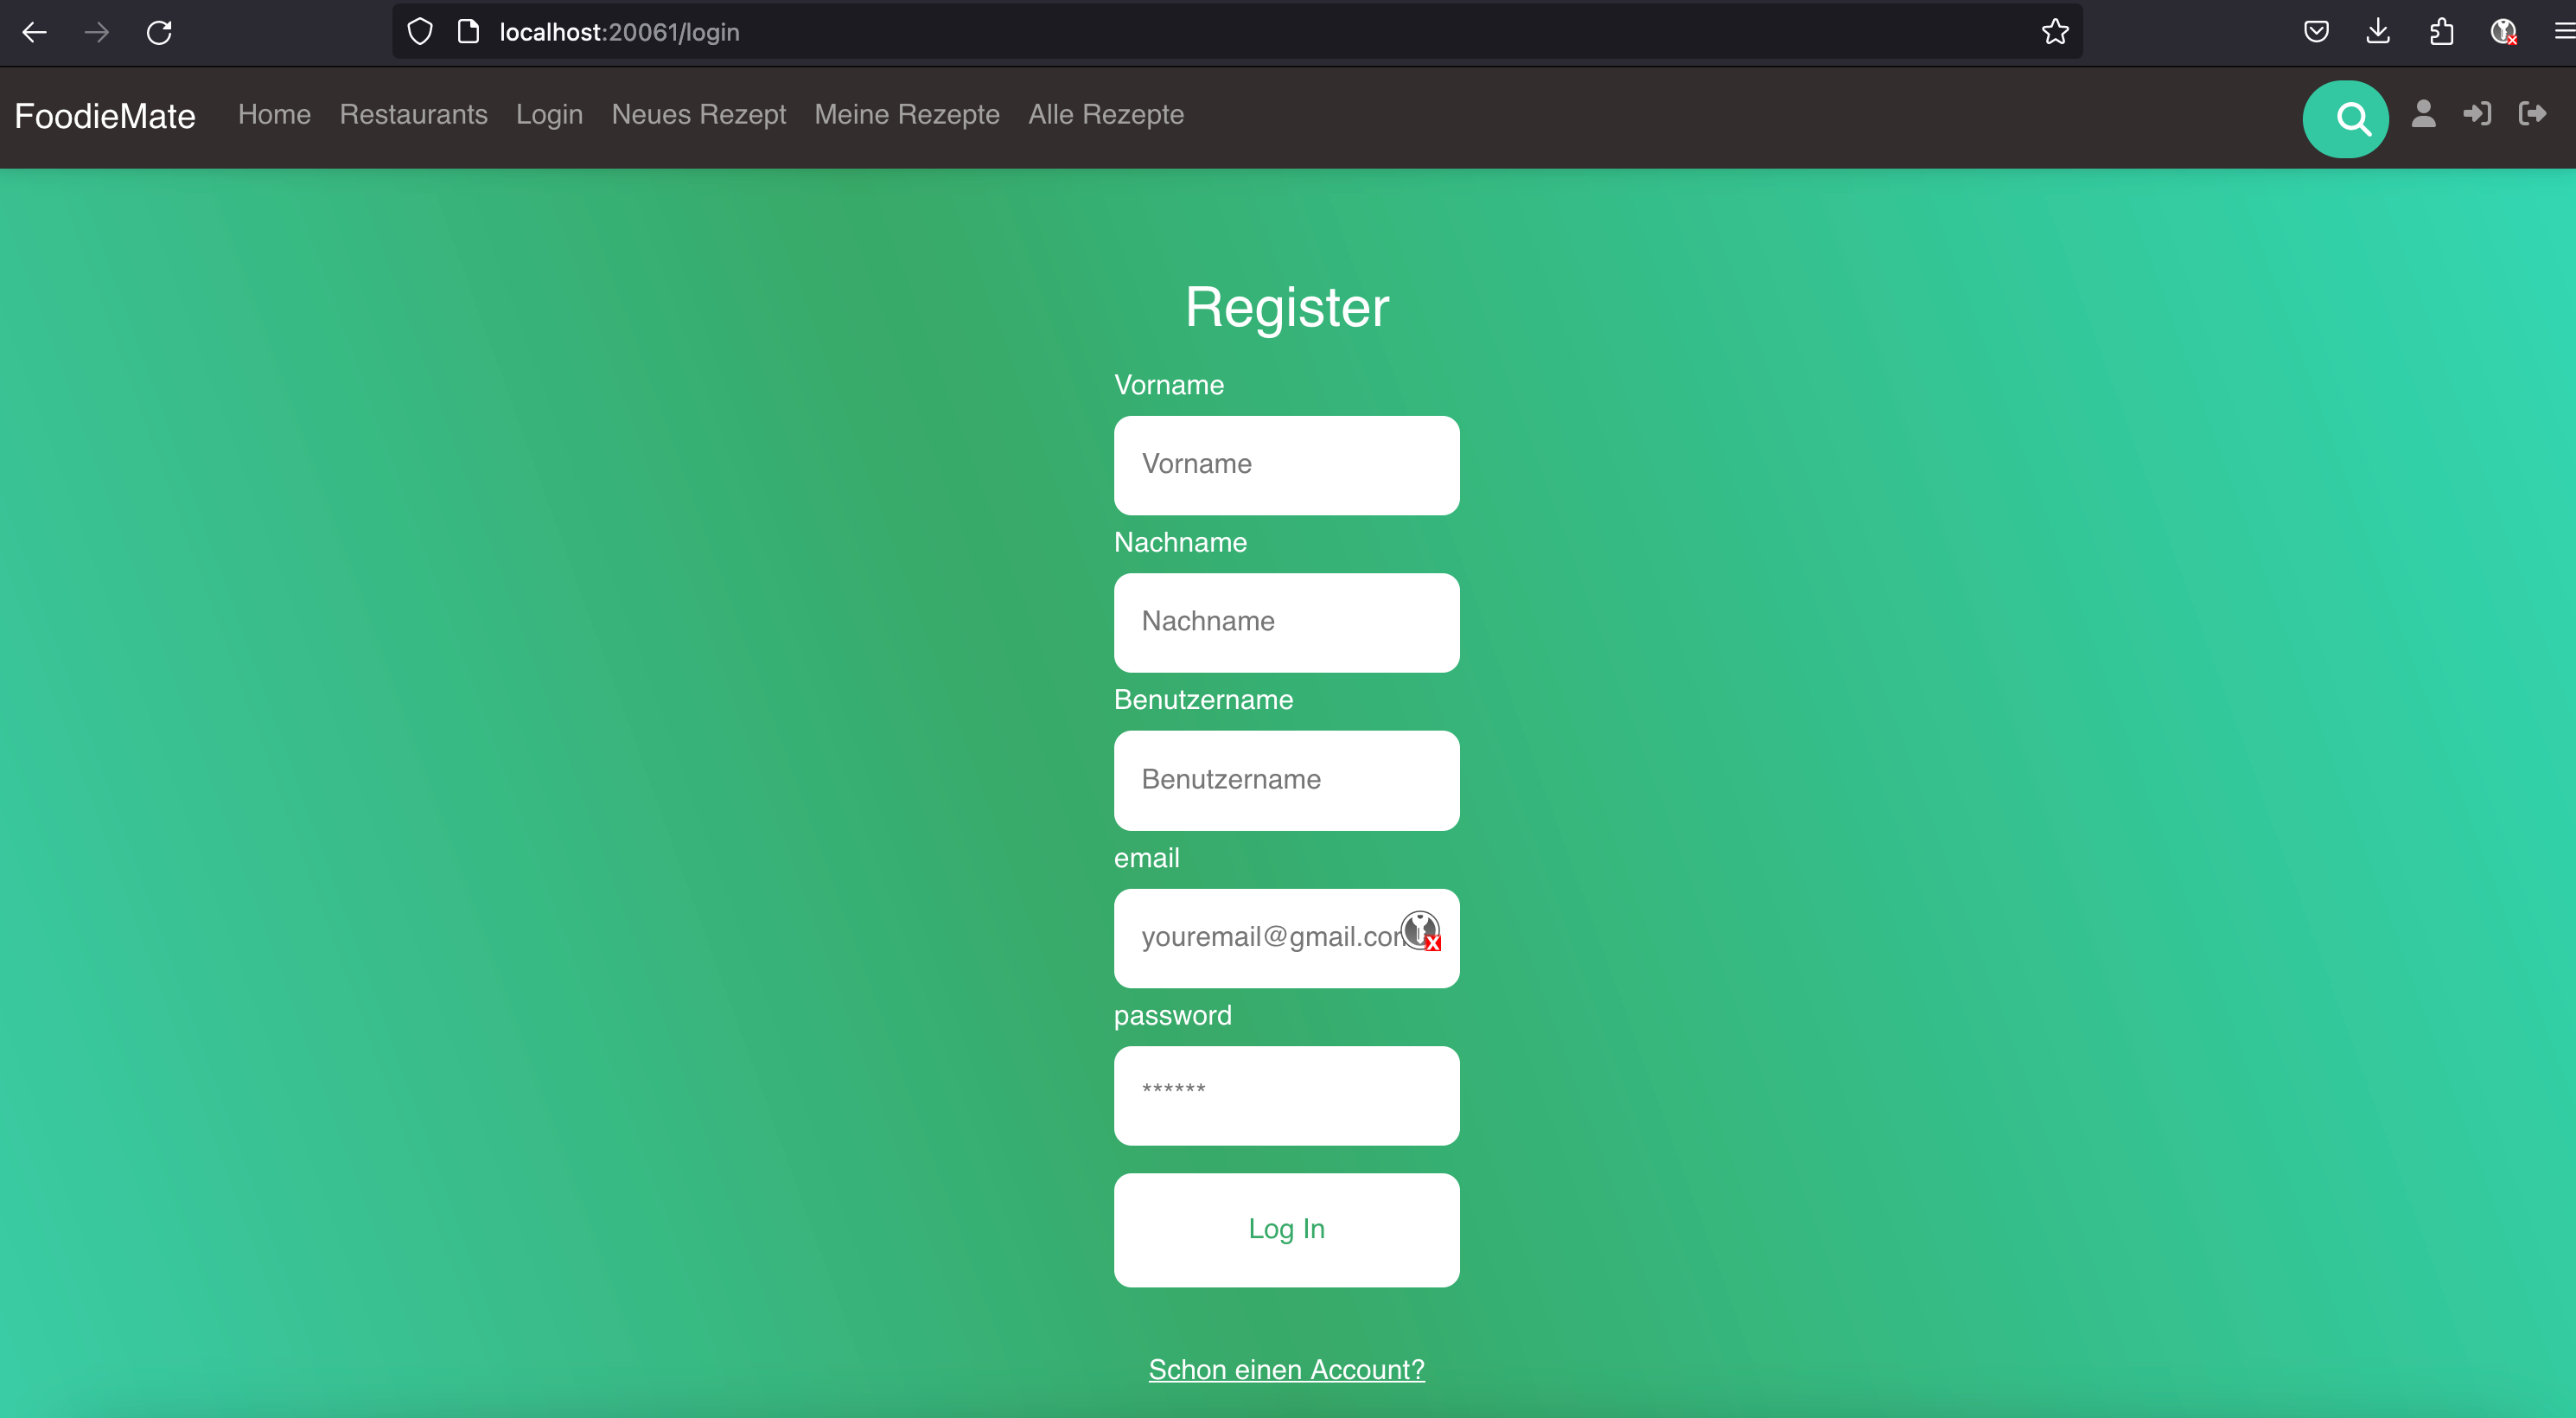 localhost:20061/login
FoodieMate Home Restaurants Login Neues Rezept Meine Rezepte Alle Rezepte
Register
Vorname
Vorname
Nachname
Nachname
Benutzername
Benutzername
email
youremail@gmail.com
password
******
Log In
Schon einen Account?